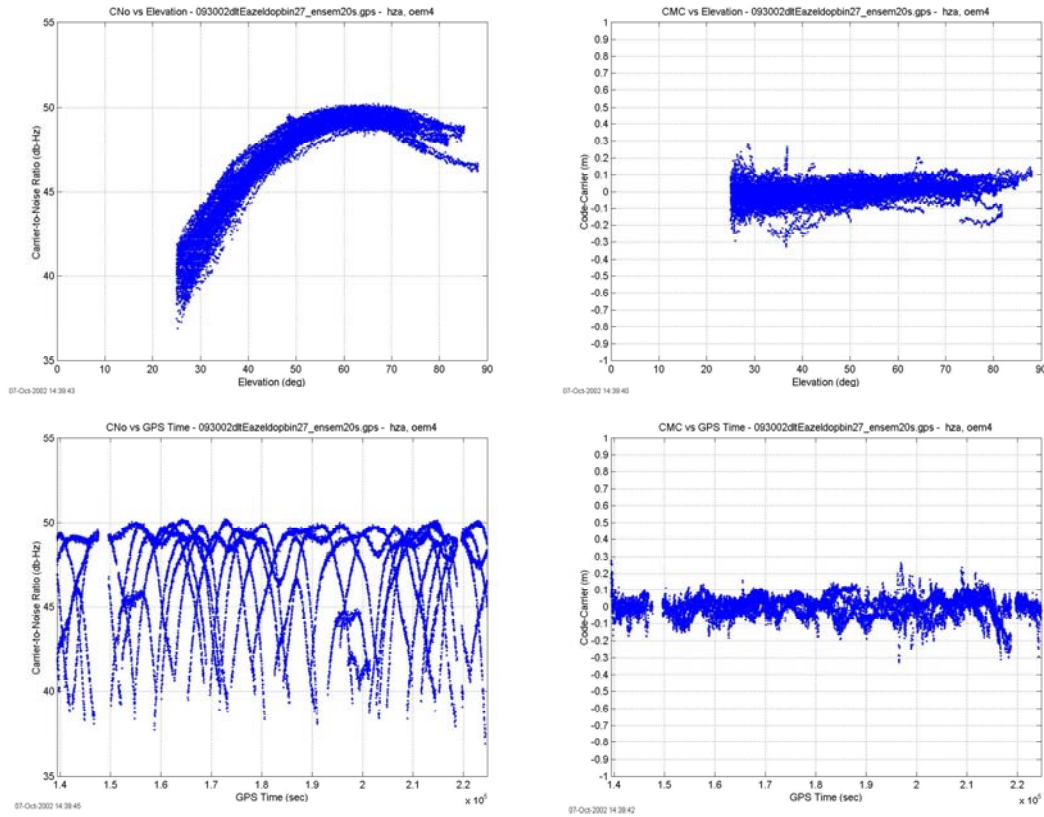 CNo vs Elevation - 093002dltEazeldopbin27_ensem20s.gps - hza, oem4
Carrier-to-Noise Ratio (db-Hz)
55
50
45
40
35
0 10 20 30 40 50 60 70 80 90
Elevation (deg)
07-Oct-2002 14:39:43
CMC vs Elevation - 093002dltEazeldopbin27_ensem20s.gps - hza, oem4
Code-Carrier (m)
1
0.9
0.8
0.7
0.6
0.5
0.4
0.3
0.2
0.1
0
-0.1
-0.2
-0.3
-0.4
-0.5
-0.6
-0.7
-0.8
-0.9
-1
0 10 20 30 40 50 60 70 80 90
Elevation (deg)
07-Oct-2002 14:39:40
CNo vs GPS Time - 093002dltEazeldopbin27_ensem20s.gps - hza, oem4
Carrier-to-Noise Ratio (db-Hz)
55
50
45
40
35
1.4 1.5 1.6 1.7 1.8 1.9 2 2.1 2.2
GPS Time (sec)
x 10^5
07-Oct-2002 14:39:45
CMC vs GPS Time - 093002dltEazeldopbin27_ensem20s.gps - hza, oem4
Code-Carrier (m)
1
0.9
0.8
0.7
0.6
0.5
0.4
0.3
0.2
0.1
0
-0.1
-0.2
-0.3
-0.4
-0.5
-0.6
-0.7
-0.8
-0.9
-1
1.4 1.5 1.6 1.7 1.8 1.9 2 2.1 2.2
GPS Time (sec)
x 10^5
07-Oct-2002 14:39:42